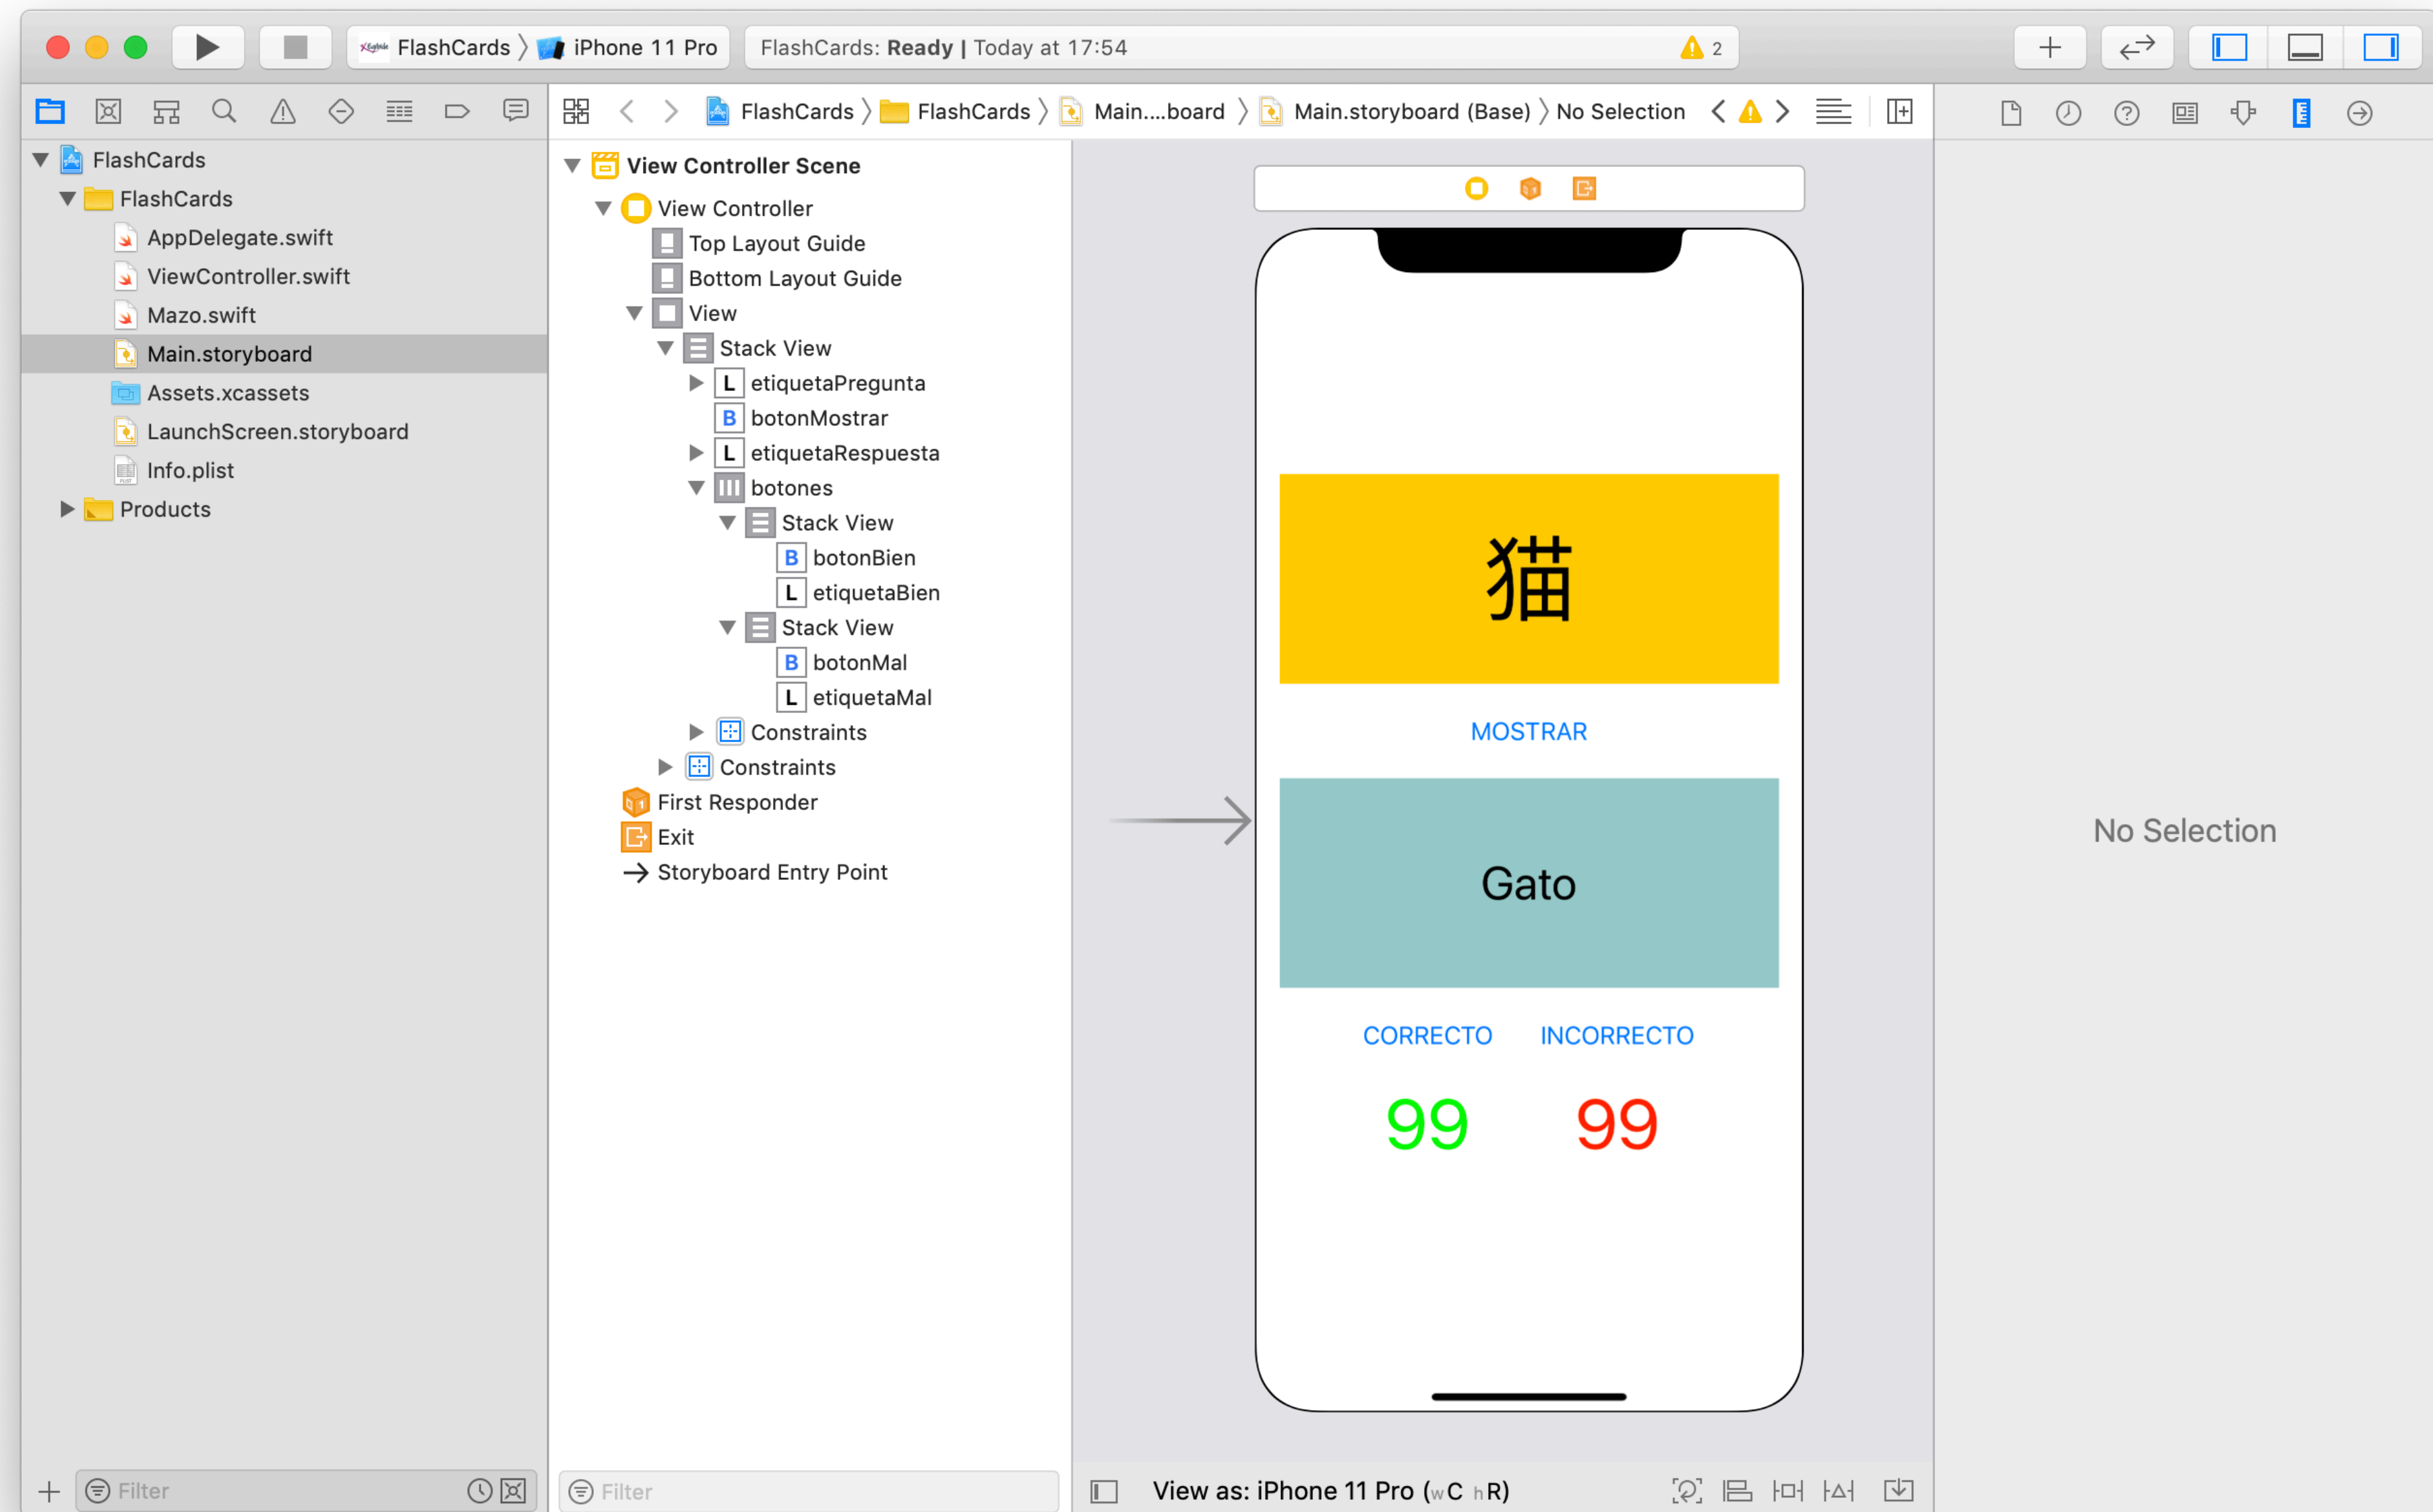 FlashCards 〉 iPhone 11 Pro
FlashCards: Ready | Today at 17:54
2
FlashCards 〉 FlashCards 〉 Main....board 〉 Main.storyboard (Base) 〉 No Selection
FlashCards
FlashCards
AppDelegate.swift
ViewController.swift
Mazo.swift
Main.storyboard
Assets.xcassets
LaunchScreen.storyboard
Info.plist
Products
Filter
View Controller Scene
View Controller
Top Layout Guide
Bottom Layout Guide
View
Stack View
L etiquetaPregunta
B botonMostrar
L etiquetaRespuesta
botones
Stack View
B botonBien
L etiquetaBien
Stack View
B botonMal
L etiquetaMal
Constraints
Constraints
First Responder
Exit
Storyboard Entry Point
Filter
猫
MOSTRAR
Gato
CORRECTO INCORRECTO
99 99
View as: iPhone 11 Pro (wC hR)
No Selection